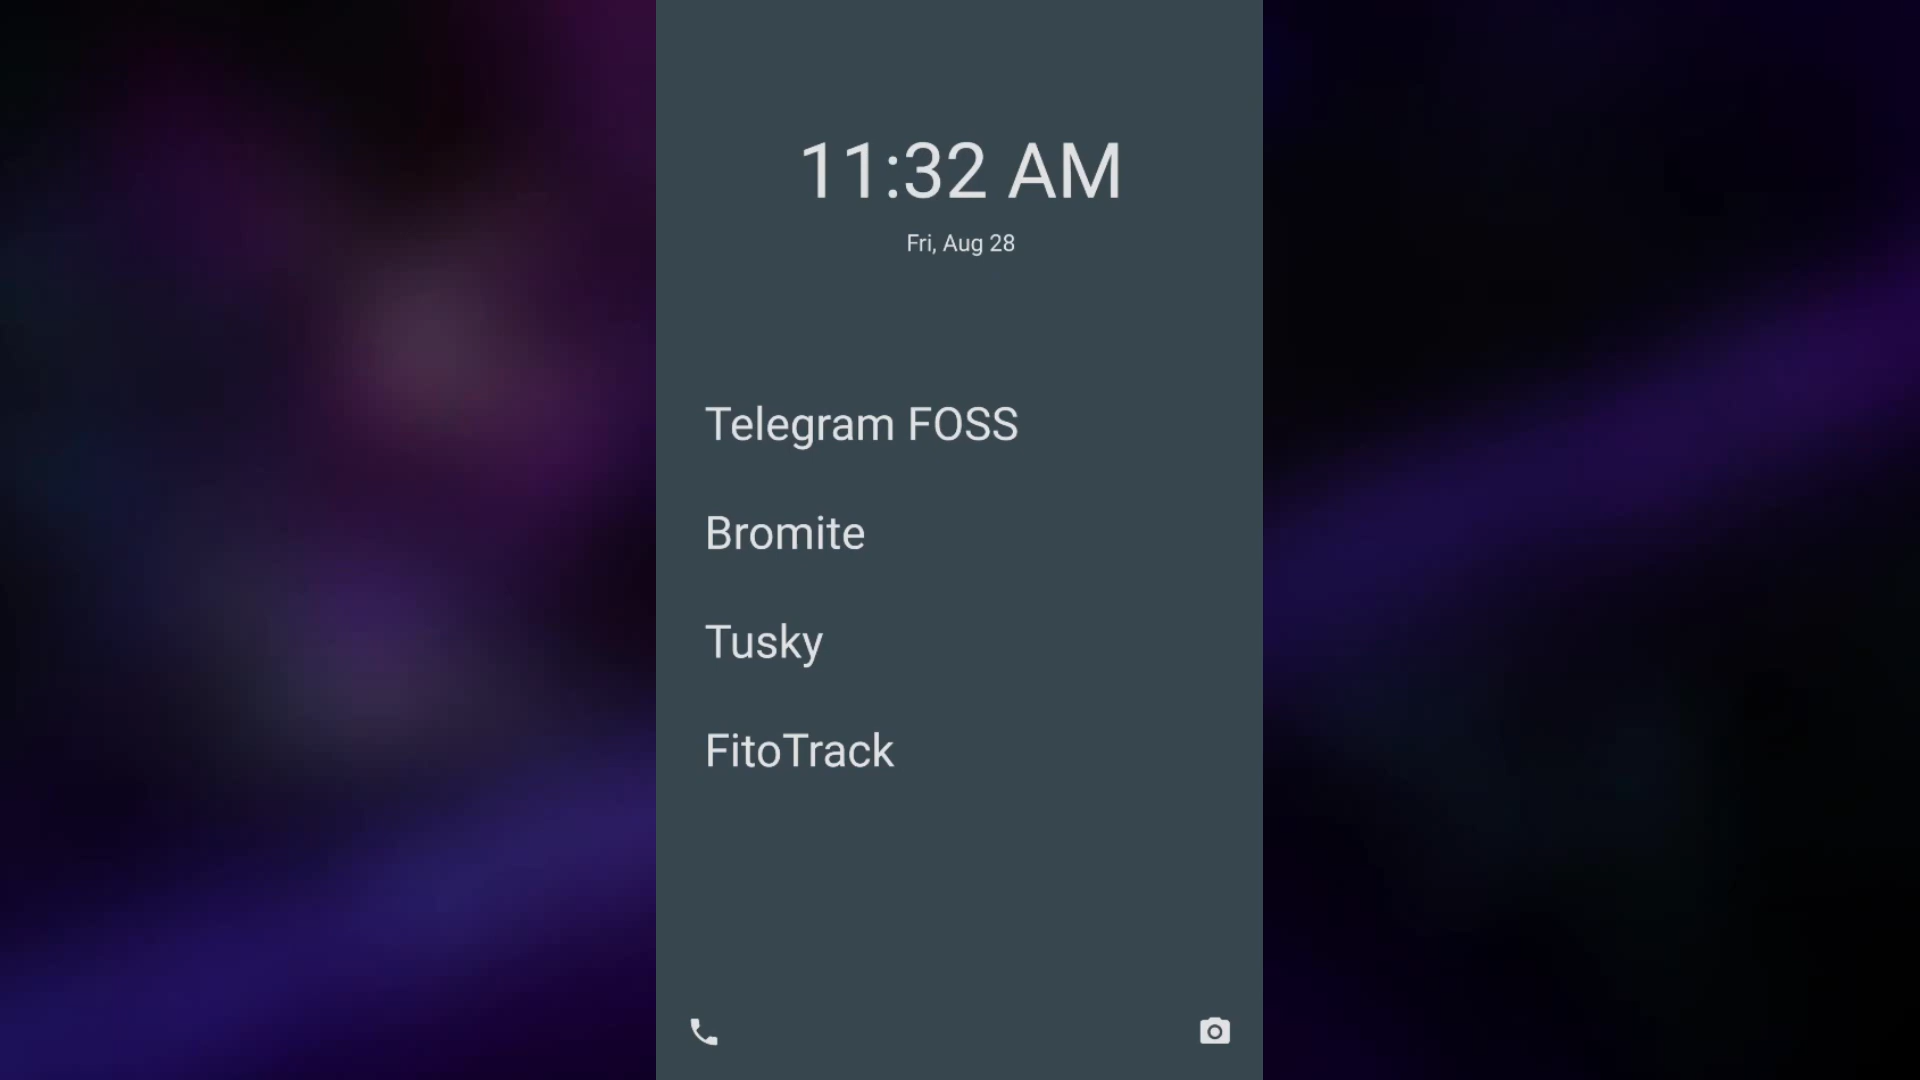 11:32 AM
Fri, Aug 28
Telegram FOSS
Bromite
Tusky
FitoTrack